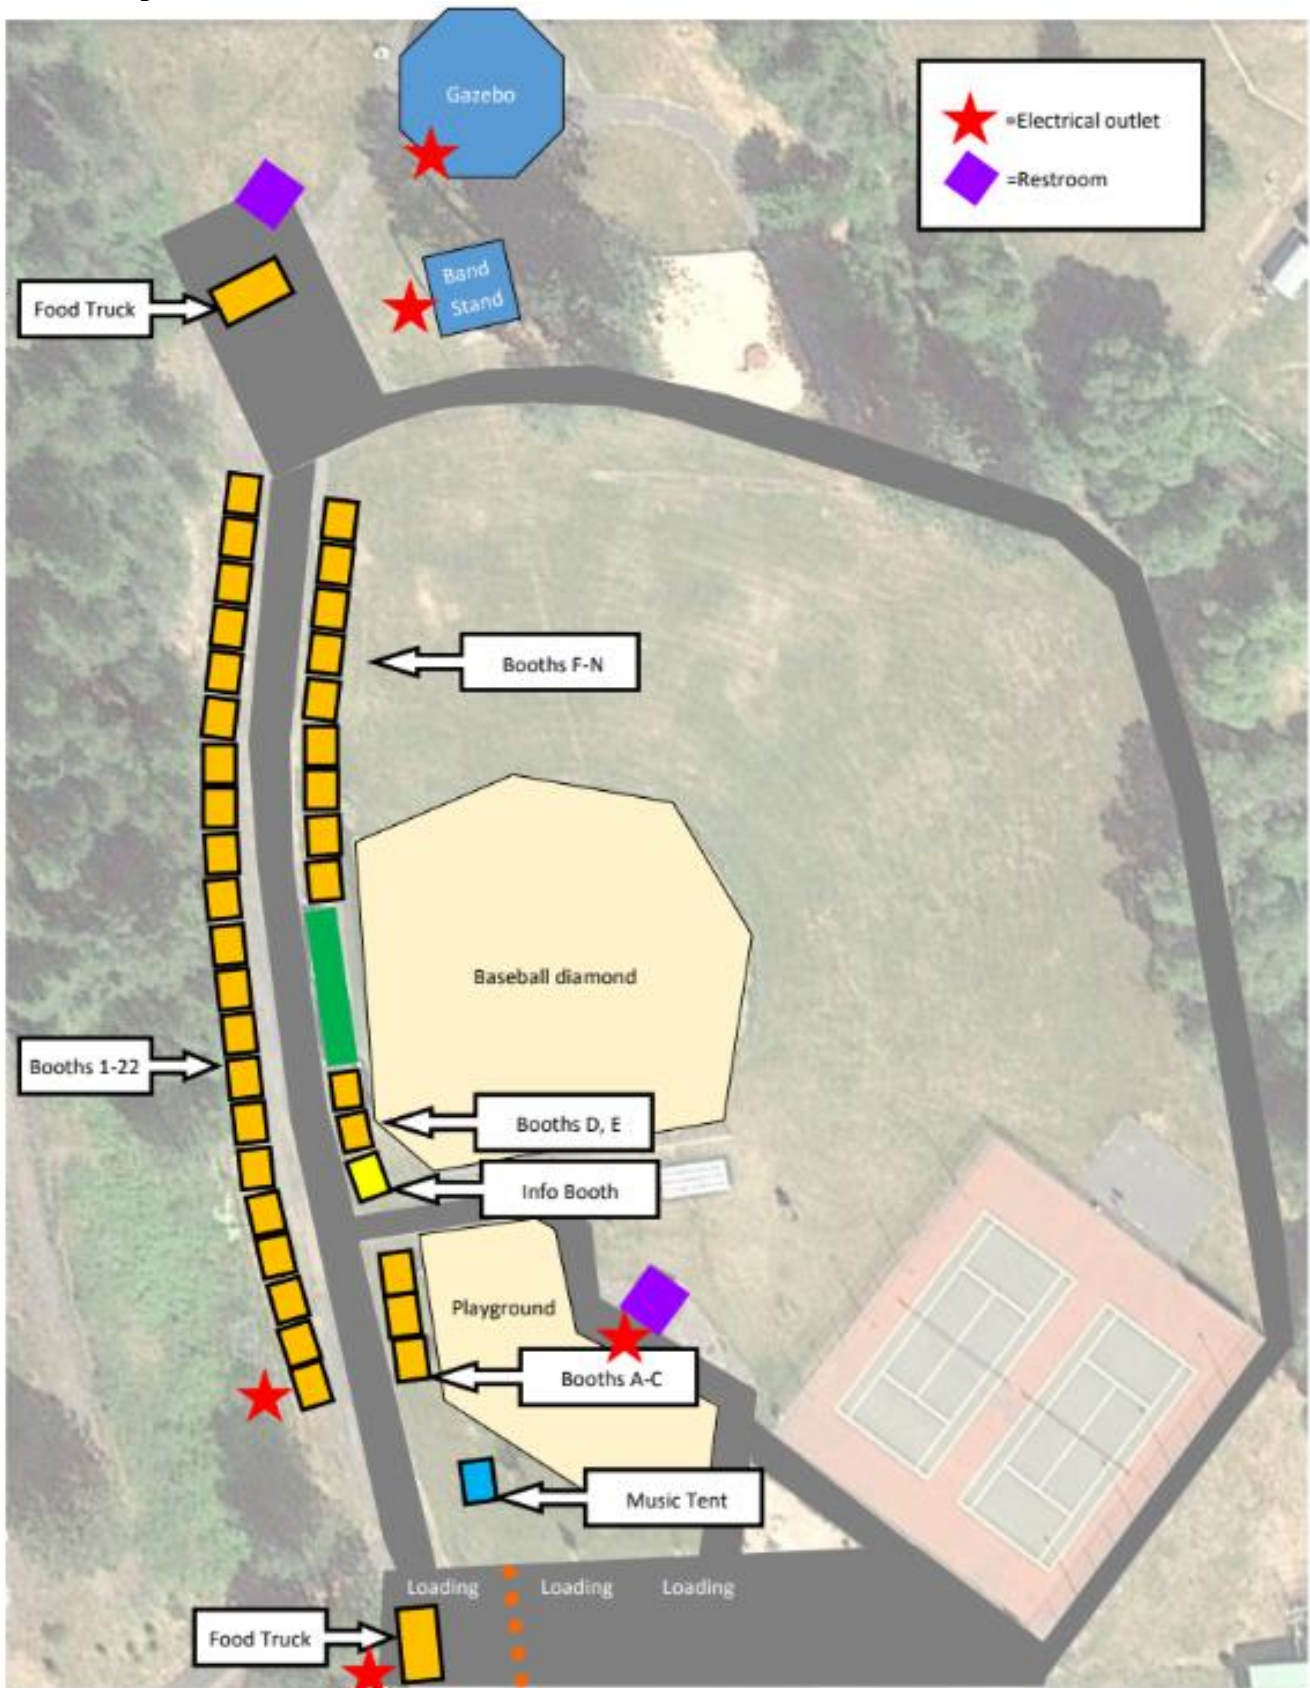 Gazebo
=Electrical outlet
=Restroom
Band
Stand
Food Truck
Booths F-N
Baseball diamond
Booths 1-22
Booths D, E
Info Booth
Playground
Booths A-C
Music Tent
Loading
Loading
Loading
Food Truck